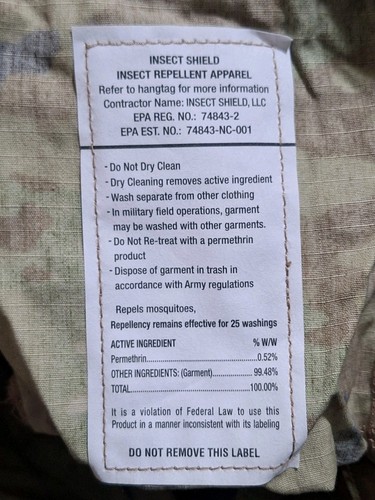 INSECT SHIELD
INSECT REPELLENT APPAREL
Refer to hangtag for more information
Contractor Name: INSECT SHIELD, LLC
EPA REG. NO.: 74843-2
EPA EST. NO.: 74843-NC-001
- Do Not Dry Clean
- Dry Cleaning removes active ingredient
- Wash separate from other clothing
- In military field operations, garment
may be washed with other garments.
- Do Not Re-treat with a permethrin
product
- Dispose of garment in trash in
accordance with Army regulations
Repels mosquitoes,
Repellency remains effective for 25 washings
ACTIVE INGREDIENT % W/W
Permethrin..........................................0.52%
OTHER INGREDIENTS: (Garment)................. 99.48%
TOTAL................................................100.00%
It is a violation of Federal Law to use this
Product in a manner inconsistent with its labeling
DO NOT REMOVE THIS LABEL